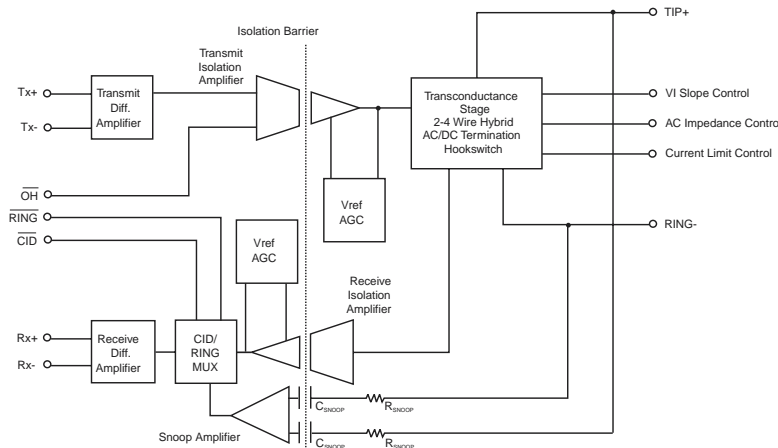 TIP+
Isolation Barrier
Transmit
Isolation
Amplifier
Tx+
Tx-
Transmit
Diff.
Amplifier
Transconductance
Stage
2-4 Wire Hybrid
AC/DC Termination
Hookswitch
VI Slope Control
AC Impedance Control
Current Limit Control
OH
RING
CID
Vref
AGC
Vref
AGC
RING-
Receive
Isolation
Amplifier
Rx+
Rx-
Receive
Diff.
Amplifier
CID/
RING
MUX
CSNOOP
RSNOOP
Snoop Amplifier
CSNOOP
RSNOOP